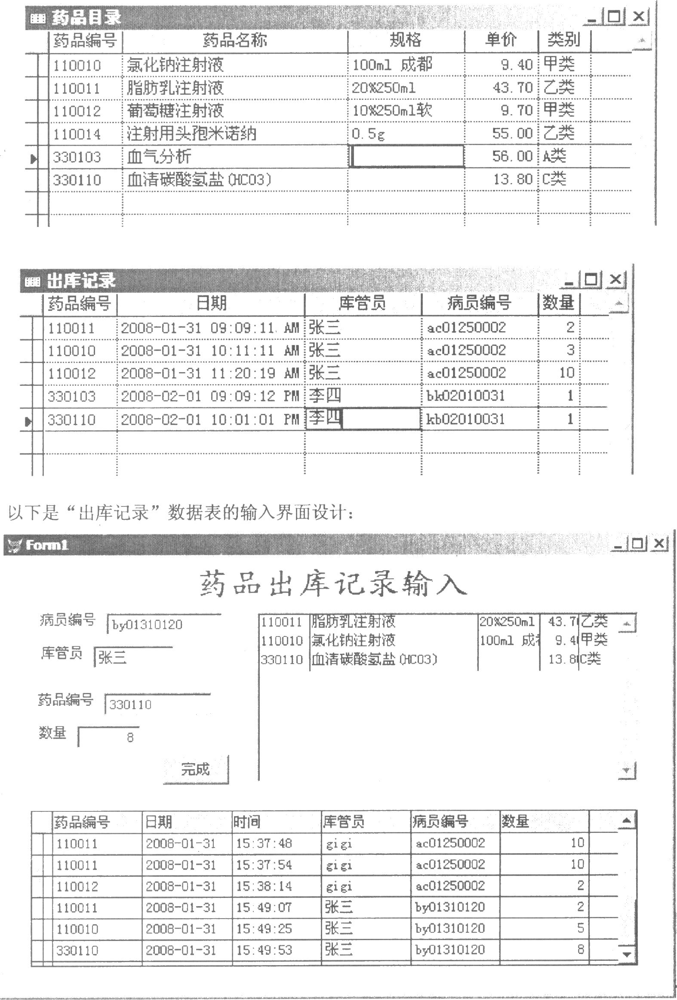 药品目录
药品编号 药品名称 规格 单价 类别
110010 氯化钠注射液 100ml 成都 9.40 甲类
110011 脂肪乳注射液 20%250ml 43.70 乙类
110012 葡萄糖注射液 10%250ml软 9.70 甲类
110014 注射用头孢米诺纳 0.5g 55.00 乙类
330103 血气分析 56.00 A类
330110 血清碳酸氢盐(HCO3) 13.80 C类
出库记录
药品编号 日期 库管员 病员编号 数量
110011 2008-01-31 09:09:11 AM 张三 ac01250002 2
110010 2008-01-31 10:11:11 AM 张三 ac01250002 3
110012 2008-01-31 11:20:19 AM 张三 ac01250002 10
330103 2008-02-01 09:09:12 PM 李四 bk02010031 1
330110 2008-02-01 10:01:01 PM 李四 kb02010031 1
以下是“出库记录”数据表的输入界面设计：
Form1
药品出库记录输入
病员编号 by01310120
库管员 张三
药品编号 330110
数量 8
完成
110011 脂肪乳注射液 20%250ml 43.7 乙类
110010 氯化钠注射液 100ml 成 9.4 甲类
330110 血清碳酸氢盐(HCO3) 13.8 C类
药品编号 日期 时间 库管员 病员编号 数量
110011 2008-01-31 15:37:48 gigi ac01250002 10
110011 2008-01-31 15:37:54 gigi ac01250002 10
110012 2008-01-31 15:38:14 gigi ac01250002 2
110011 2008-01-31 15:49:07 张三 by01310120 2
110010 2008-01-31 15:49:25 张三 by01310120 5
330110 2008-01-31 15:49:53 张三 by01310120 8